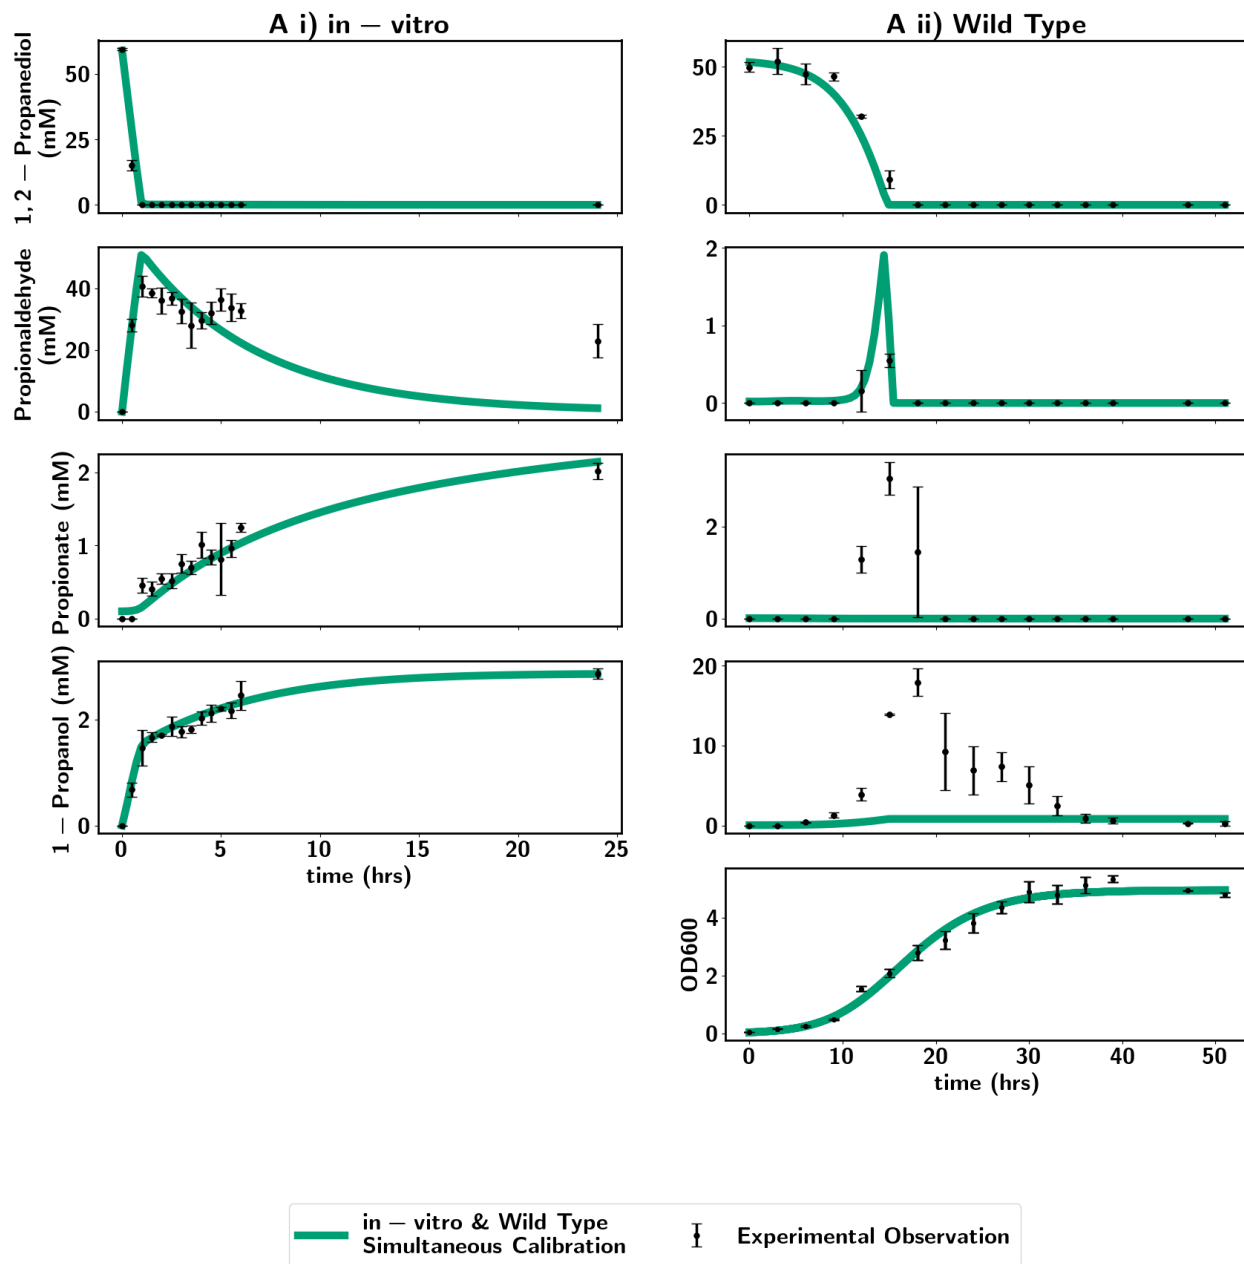 A i) in − vitro
A ii) Wild Type
1, 2 − Propanediol
(mM)
50
25
0
50
25
0
Propionaldehyde
(mM)
40
20
0
2
1
0
Propionate (mM)
2
1
0
2
0
1 − Propanol (mM)
2
0
0
5
10
15
20
25
time (hrs)
20
10
0
OD600
4
2
0
0
10
20
30
40
50
time (hrs)
in − vitro & Wild Type
Simultaneous Calibration
Experimental Observation